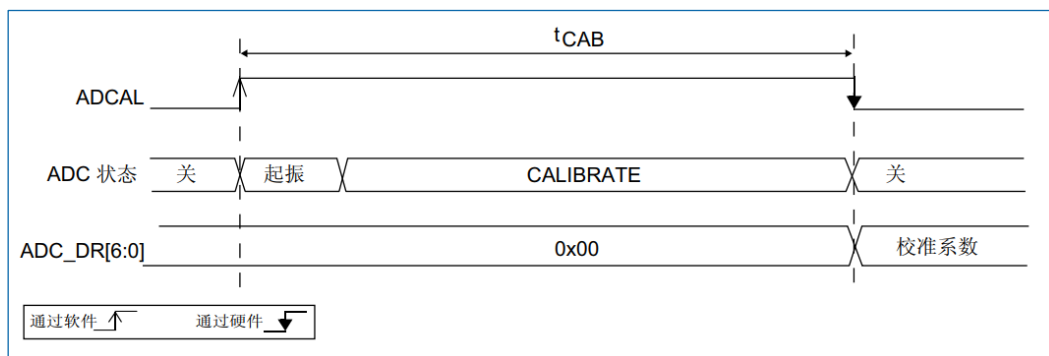 tCAB
ADCAL
ADC 状态 关 起振 CALIBRATE 关
ADC_DR[6:0] 0x00 校准系数
通过软件 通过硬件